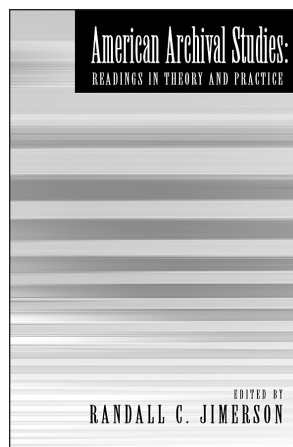 American Archival Studies:
READINGS IN THEORY AND PRACTICE
EDITED BY
RANDALL C. JIMERSON